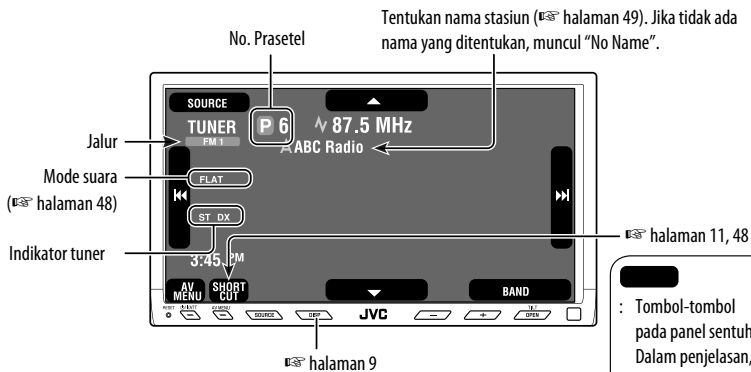 Tentukan nama stasiun (☞ halaman 49). Jika tidak ada
nama yang ditentukan, muncul “No Name”.
No. Prasetel
SOURCE
TUNER P 6 87.5 MHz
FM 1
ABC Radio
Jalur
Mode suara
(☞ halaman 48)
FLAT
ST DX
Indikator tuner
3:45 PM
☞ halaman 11, 48
AV
MENU
SHORT
CUT
BAND
: Tombol-tombol
pada panel sentuh
Dalam penjelasan,
RESET
AV MENU
SOURCE
DISP
JVC
TILT
OPEN
☞ halaman 9